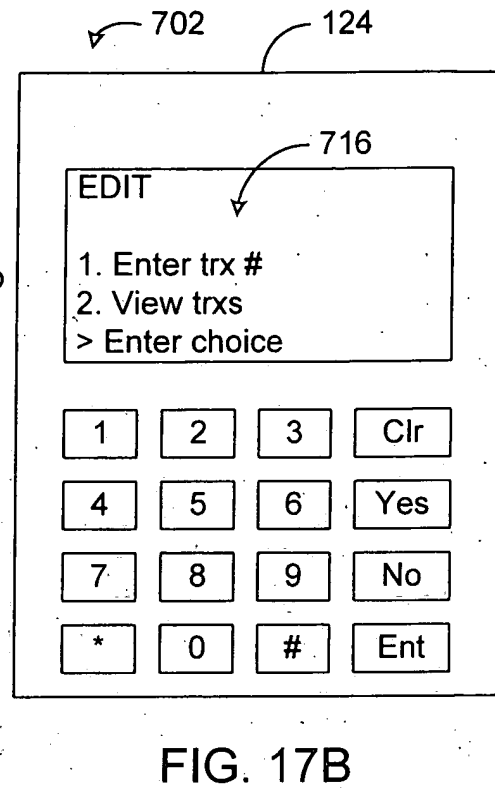 702
124
716
EDIT
1. Enter trx #
2. View trxs
> Enter choice
1 2 3 Clr
4 5 6 Yes
7 8 9 No
* 0 # Ent
FIG. 17B